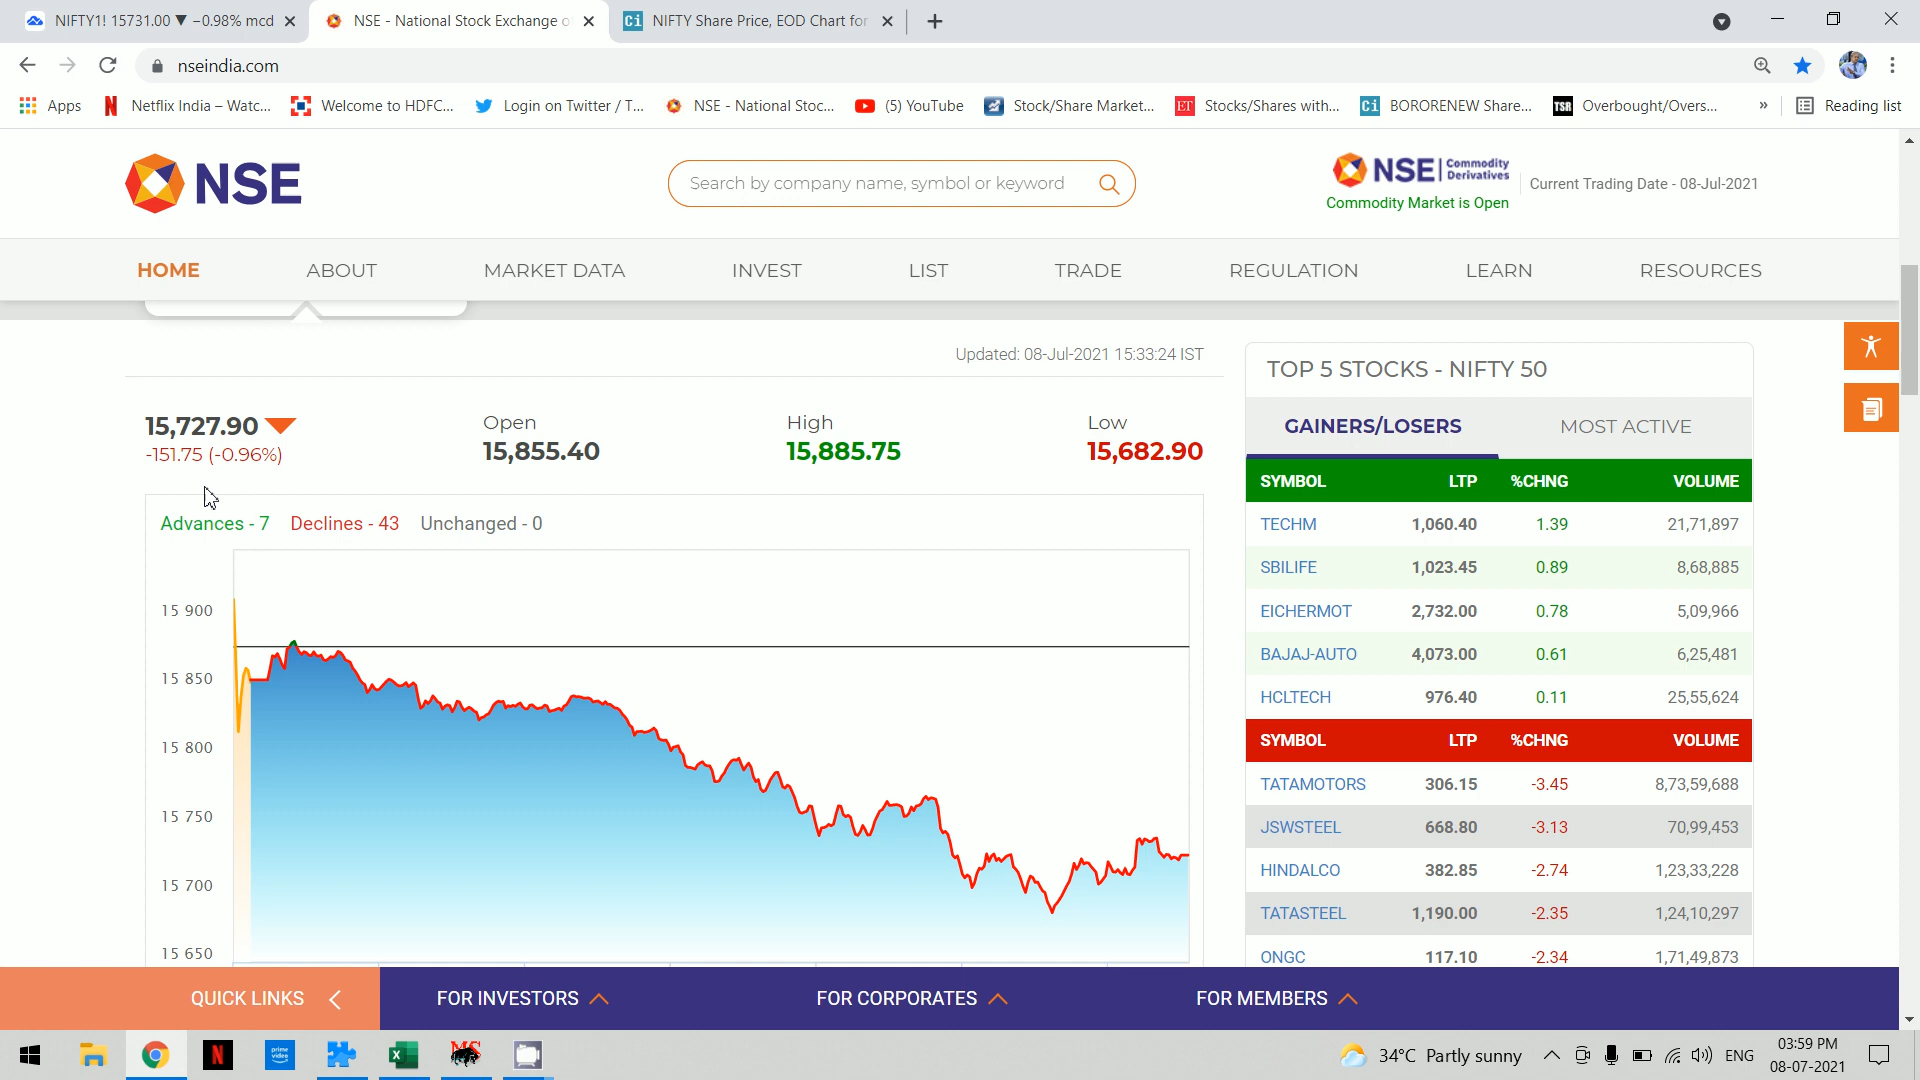 NIFTY1! 15731.00 ▼ −0.98% mcd
NSE - National Stock Exchange o
Ci NIFTY Share Price, EOD Chart for
nseindia.com
Apps
Netflix India – Watc...
Welcome to HDFC...
Login on Twitter / T...
NSE - National Stoc...
(5) YouTube
Stock/Share Market...
ET Stocks/Shares with...
Ci BORORENEW Share...
TSR Overbought/Overs...
»
Reading list
NSE
Search by company name, symbol or keyword
NSE Commodity Derivatives
Commodity Market is Open
Current Trading Date - 08-Jul-2021
HOME ABOUT MARKET DATA INVEST LIST TRADE REGULATION LEARN RESOURCES
Updated: 08-Jul-2021 15:33:24 IST
15,727.90
-151.75 (-0.96%)
Open
15,855.40
High
15,885.75
Low
15,682.90
Advances - 7 Declines - 43 Unchanged - 0
15 900
15 850
15 800
15 750
15 700
15 650
TOP 5 STOCKS - NIFTY 50
GAINERS/LOSERS MOST ACTIVE
SYMBOL LTP %CHNG VOLUME
TECHM 1,060.40 1.39 21,71,897
SBILIFE 1,023.45 0.89 8,68,885
EICHERMOT 2,732.00 0.78 5,09,966
BAJAJ-AUTO 4,073.00 0.61 6,25,481
HCLTECH 976.40 0.11 25,55,624
SYMBOL LTP %CHNG VOLUME
TATAMOTORS 306.15 -3.45 8,73,59,688
JSWSTEEL 668.80 -3.13 70,99,453
HINDALCO 382.85 -2.74 1,23,33,228
TATASTEEL 1,190.00 -2.35 1,24,10,297
ONGC 117.10 -2.34 1,71,49,873
QUICK LINKS
FOR INVESTORS
FOR CORPORATES
FOR MEMBERS
N
prime video
MS
34°C Partly sunny
ENG
03:59 PM
08-07-2021